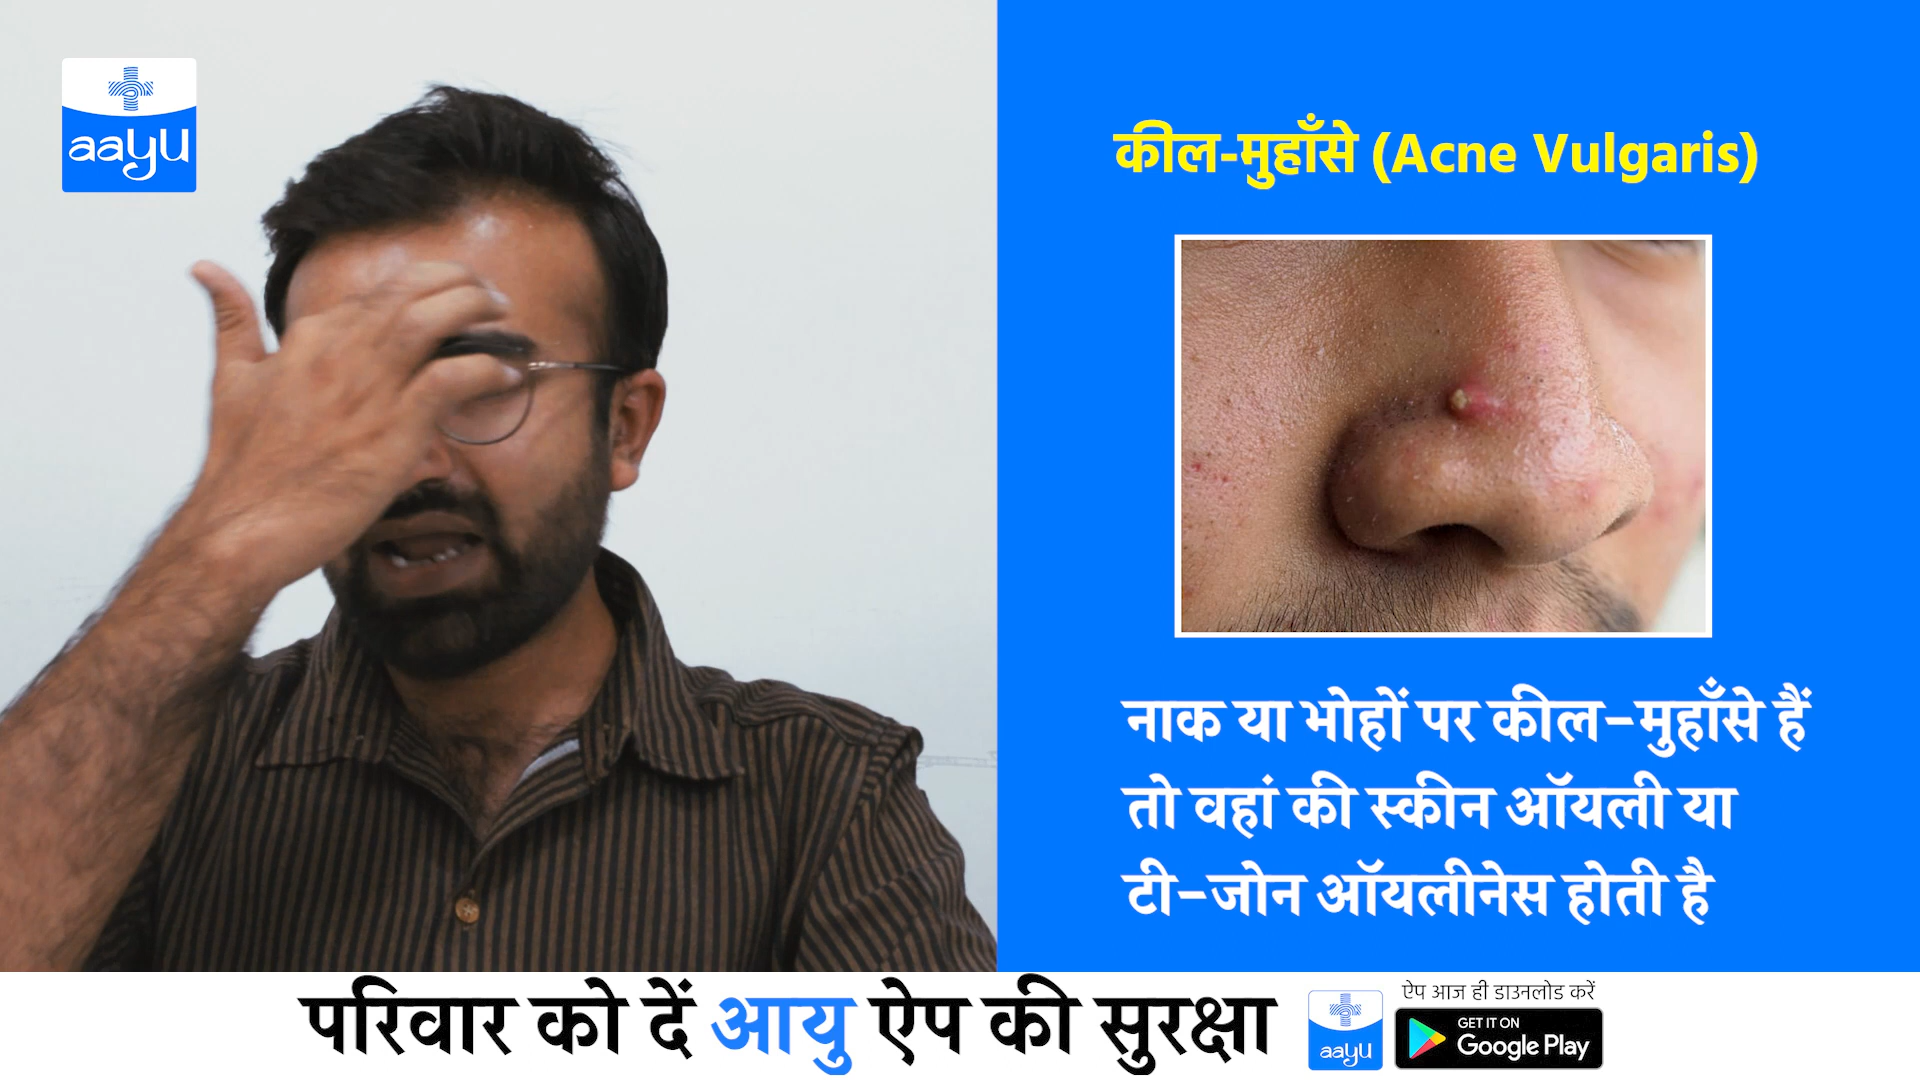 aayu
कील-मुहाँसे (Acne Vulgaris)
नाक या भोहों पर कील-मुहाँसे हैं
तो वहां की स्कीन ऑयली या
टी-जोन ऑयलीनेस होती है
परिवार को दें आयु ऐप की सुरक्षा
aayu
ऐप आज ही डाउनलोड करें
GET IT ON
Google Play